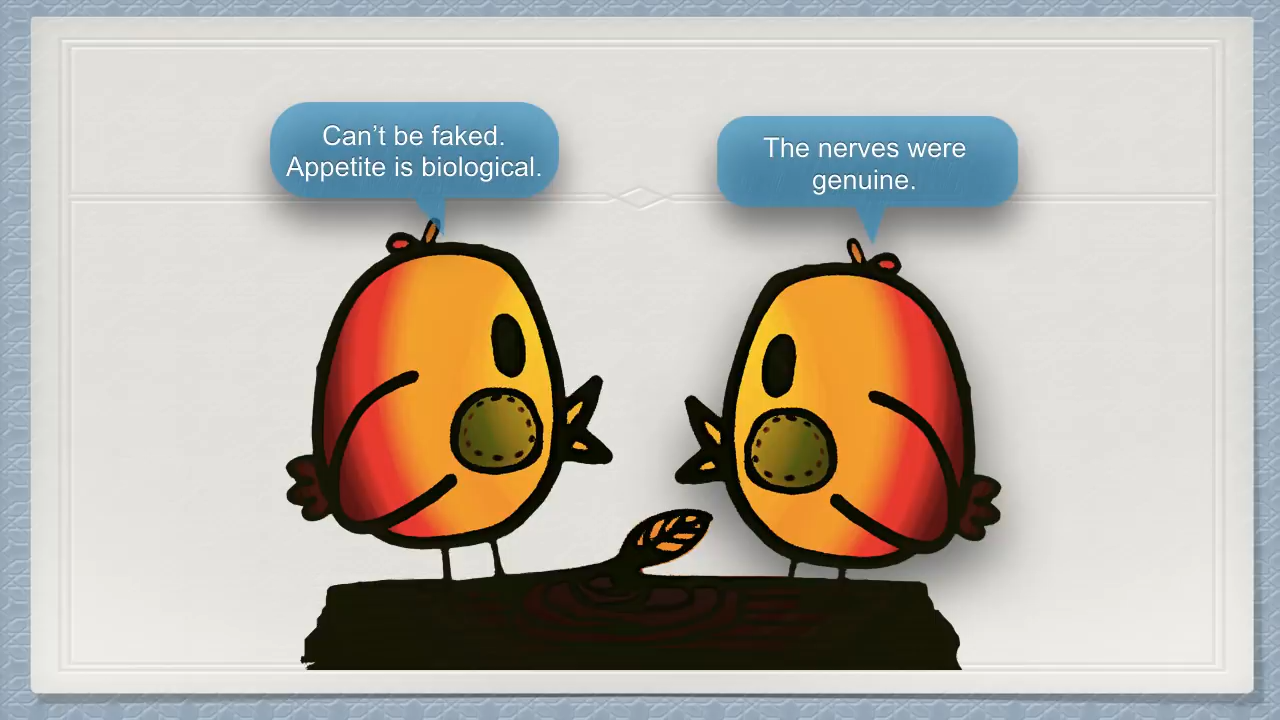 Can’t be faked.
Appetite is biological.
The nerves were
genuine.